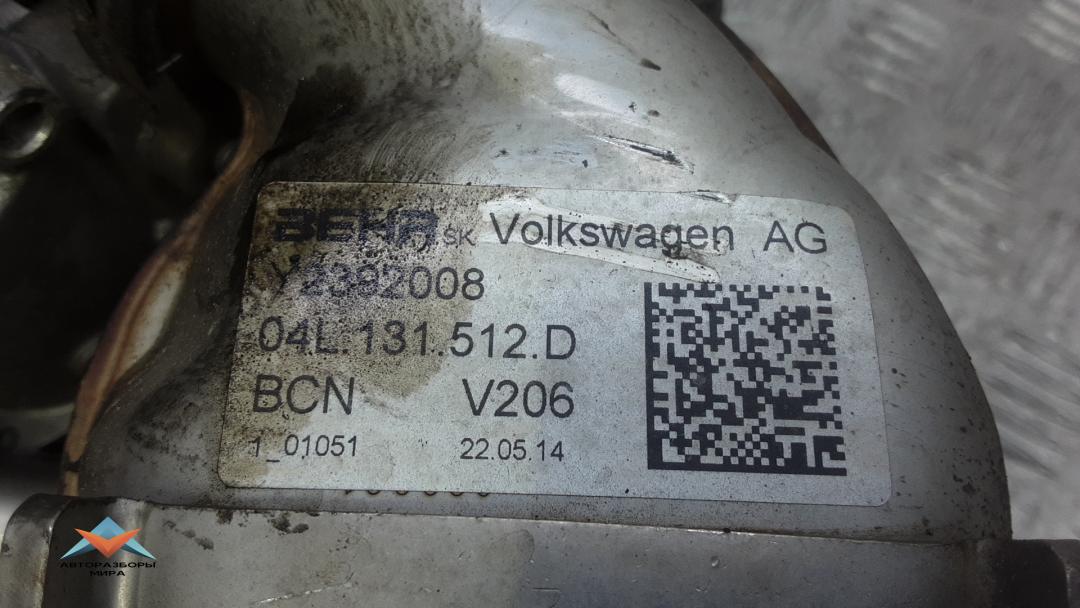 BEHR SK Volkswagen AG
Y2392008
04L.131.512.D
BCN V206
1_01051 22.05.14
АВТОРАЗБОРЫ
МИРА